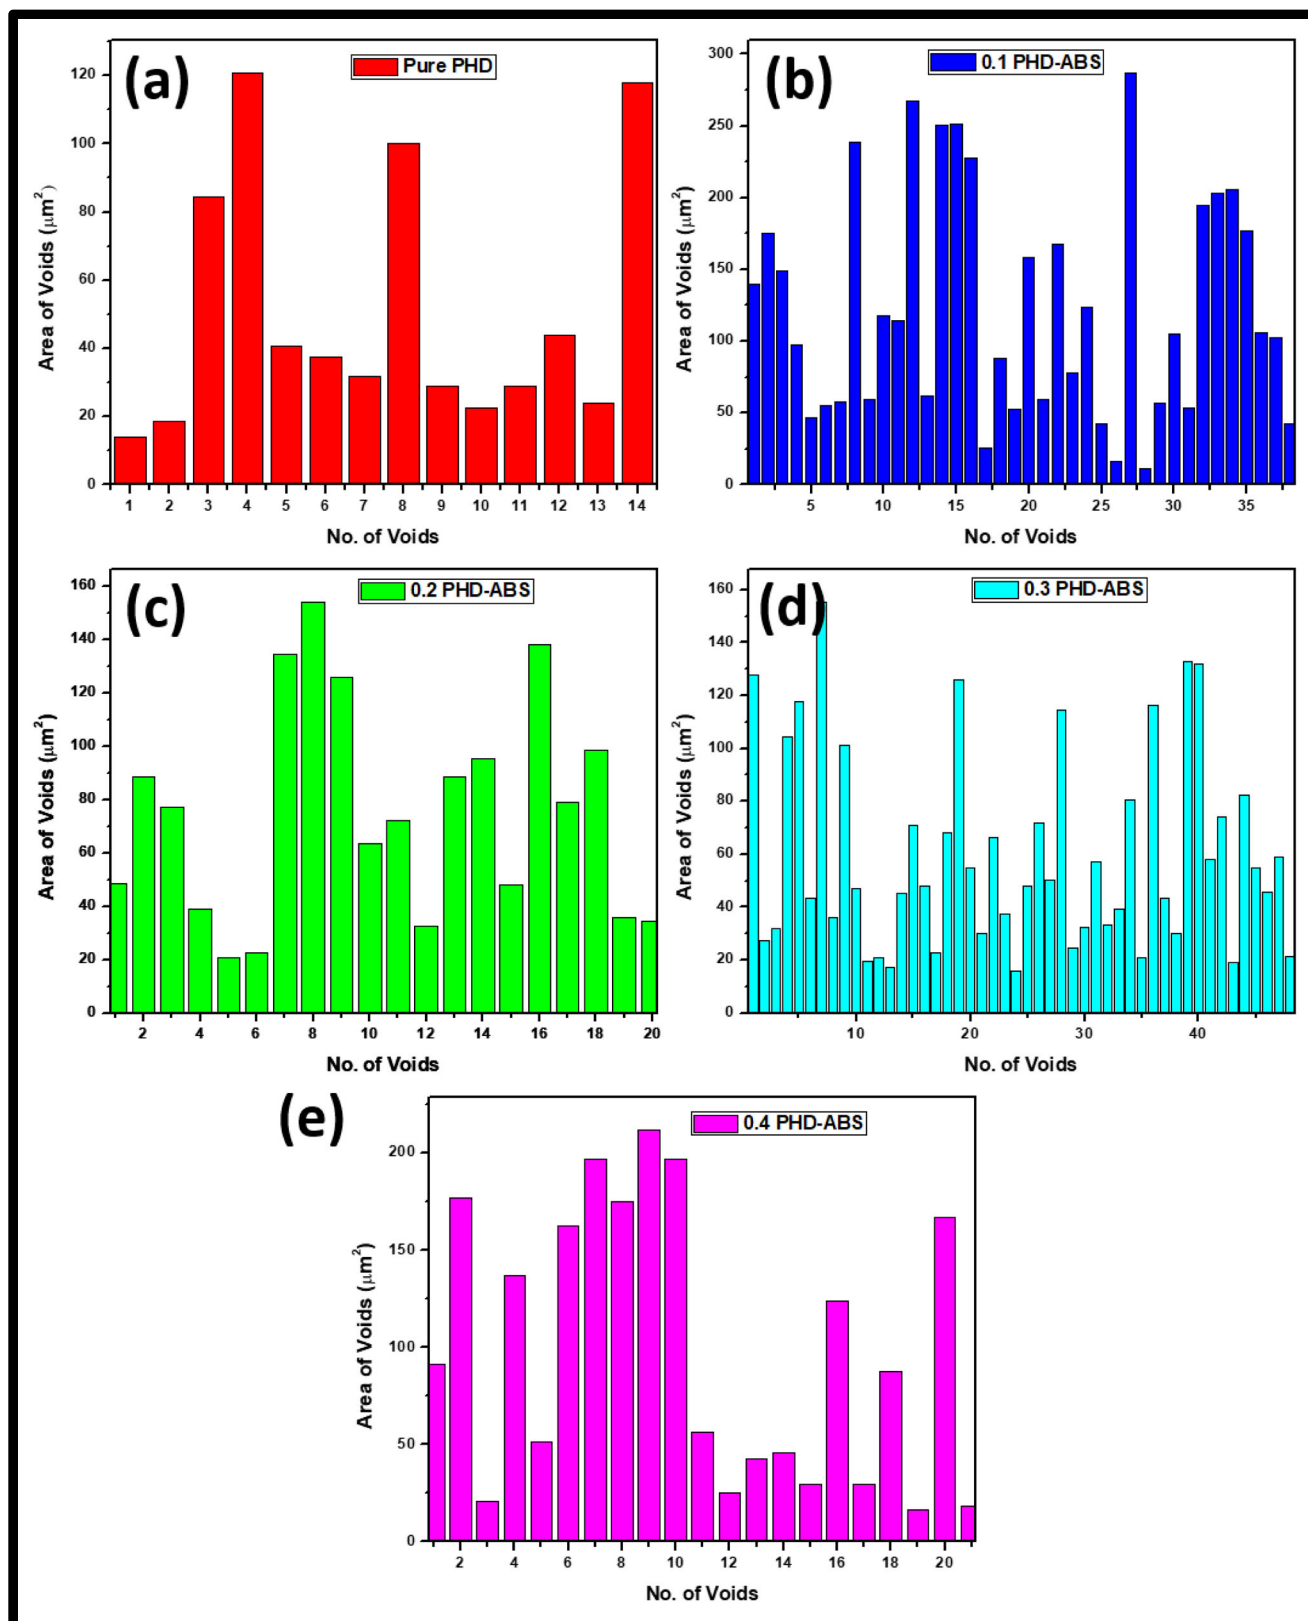 (a)
Pure PHD
120
100
80
60
40
20
0
Area of Voids (μm²)
1 2 3 4 5 6 7 8 9 10 11 12 13 14
No. of Voids
(b)
0.1 PHD-ABS
300
250
200
150
100
50
0
Area of Voids (μm²)
5 10 15 20 25 30 35
No. of Voids
(c)
0.2 PHD-ABS
160
140
120
100
80
60
40
20
0
Area of Voids (μm²)
2 4 6 8 10 12 14 16 18 20
No. of Voids
(d)
0.3 PHD-ABS
160
140
120
100
80
60
40
20
0
Area of Voids (μm²)
10 20 30 40
No. of Voids
(e)
0.4 PHD-ABS
200
150
100
50
0
Area of Voids (μm²)
2 4 6 8 10 12 14 16 18 20
No. of Voids